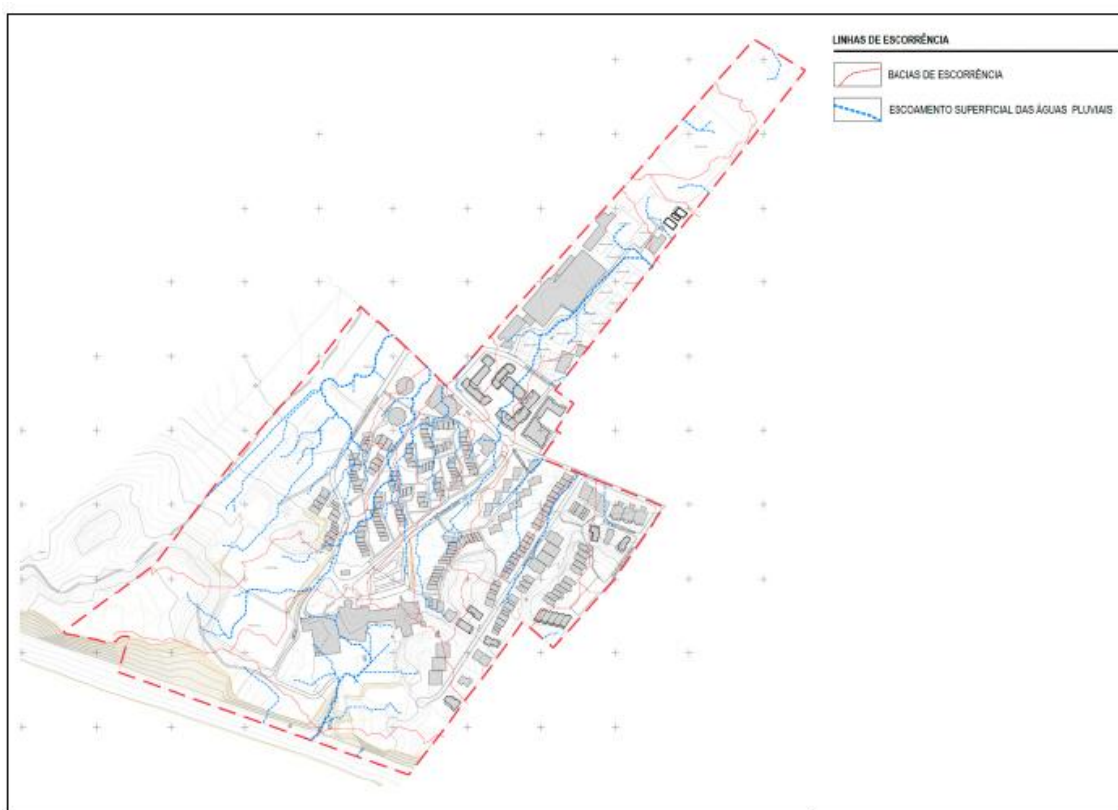 LINHAS DE ESCORRÊNCIA
BACIAS DE ESCORRÊNCIA
ESCOAMENTO SUPERFICIAL DAS ÁGUAS PLUVIAIS